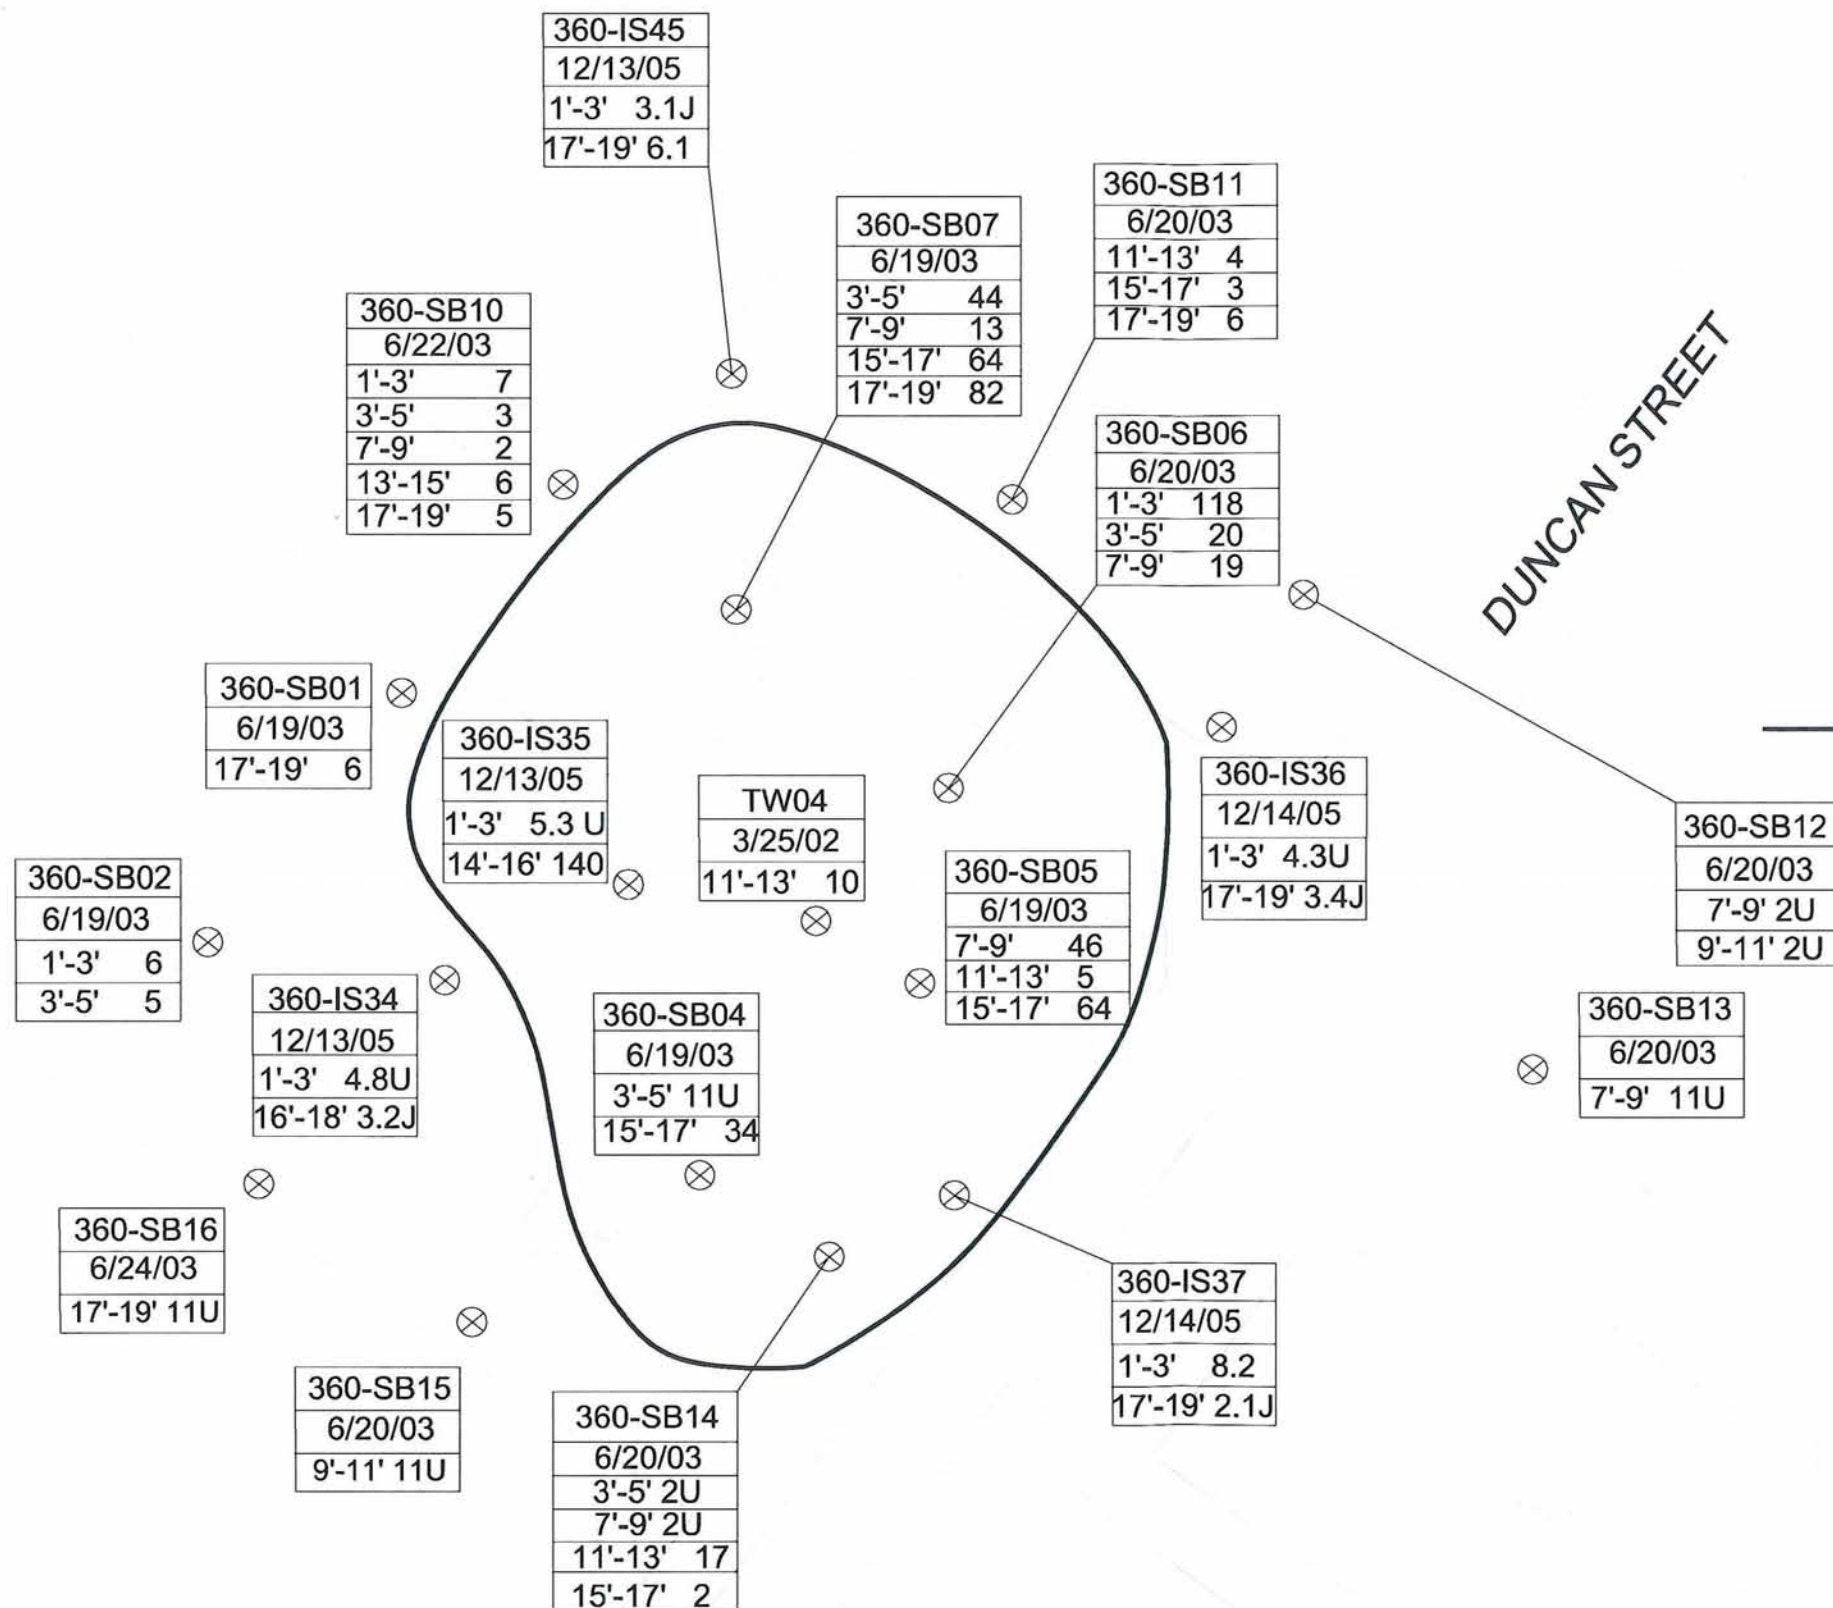 360-IS45
12/13/05
1'-3' 3.1J
17'-19' 6.1
360-SB11
6/20/03
11'-13' 4
15'-17' 3
17'-19' 6
360-SB07
6/19/03
3'-5' 44
7'-9' 13
15'-17' 64
17'-19' 82
360-SB10
6/22/03
1'-3' 7
3'-5' 3
7'-9' 2
13'-15' 6
17'-19' 5
DUNCAN STREET
360-SB06
6/20/03
1'-3' 118
3'-5' 20
7'-9' 19
360-SB01
6/19/03
17'-19' 6
360-IS35
12/13/05
1'-3' 5.3 U
14'-16' 140
TW04
3/25/02
11'-13' 10
360-IS36
12/14/05
1'-3' 4.3U
17'-19' 3.4J
360-SB12
6/20/03
7'-9' 2U
9'-11' 2U
360-SB02
6/19/03
1'-3' 6
3'-5' 5
360-SB05
6/19/03
7'-9' 46
11'-13' 5
15'-17' 64
360-IS34
12/13/05
1'-3' 4.8U
16'-18' 3.2J
360-SB04
6/19/03
3'-5' 11U
15'-17' 34
360-SB13
6/20/03
7'-9' 11U
360-SB16
6/24/03
17'-19' 11U
360-IS37
12/14/05
1'-3' 8.2
17'-19' 2.1J
360-SB15
6/20/03
9'-11' 11U
360-SB14
6/20/03
3'-5' 2U
7'-9' 2U
11'-13' 17
15'-17' 2